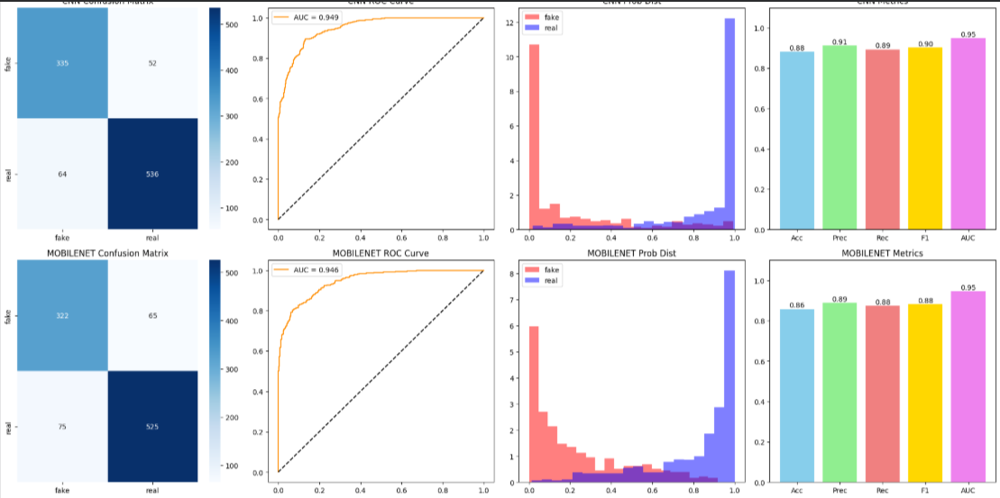 CNN Confusion Matrix
fake
real
335
52
64
536
fake
real
500
400
300
200
100
CNN ROC Curve
AUC = 0.949
1.0
0.8
0.6
0.4
0.2
0.0
0.0 0.2 0.4 0.6 0.8 1.0
CNN Prob Dist
fake
real
12
10
8
6
4
2
0
0.0 0.2 0.4 0.6 0.8 1.0
CNN Metrics
1.0
0.8
0.6
0.4
0.2
0.0
0.88
0.91
0.89
0.90
0.95
Acc Prec Rec F1 AUC
MOBILENET Confusion Matrix
fake
real
322
65
75
525
fake
real
500
400
300
200
100
MOBILENET ROC Curve
AUC = 0.946
1.0
0.8
0.6
0.4
0.2
0.0
0.0 0.2 0.4 0.6 0.8 1.0
MOBILENET Prob Dist
fake
real
8
7
6
5
4
3
2
1
0
0.0 0.2 0.4 0.6 0.8 1.0
MOBILENET Metrics
1.0
0.8
0.6
0.4
0.2
0.0
0.86
0.89
0.88
0.88
0.95
Acc Prec Rec F1 AUC